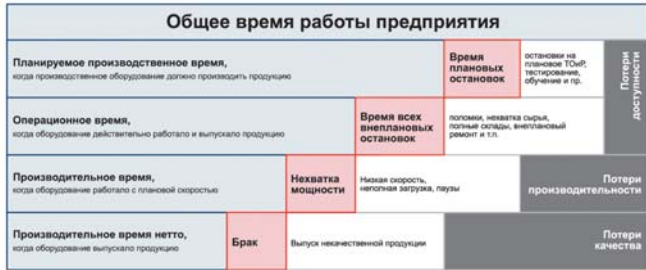 Общее время работы предприятия
Планируемое производственное время,
когда производственное оборудование должно производить продукцию
Время
плановых
остановок
остановки на
плановое ТОиР,
тестирование,
обучение и пр.
Потери
доступности
Операционное время,
когда оборудование действительно работало и выпускало продукцию
Время всех
внеплановых
остановок
поломки, нехватка сырья,
полные склады, внеплановый
ремонт и т.п.
Производительное время,
когда оборудование работало с плановой скоростью
Нехватка
мощности
Низкая скорость,
неполная загрузка, паузы
Потери
производительности
Производительное время нетто,
когда оборудование выпускало продукцию
Брак
Выпуск некачественной продукции
Потери
качества